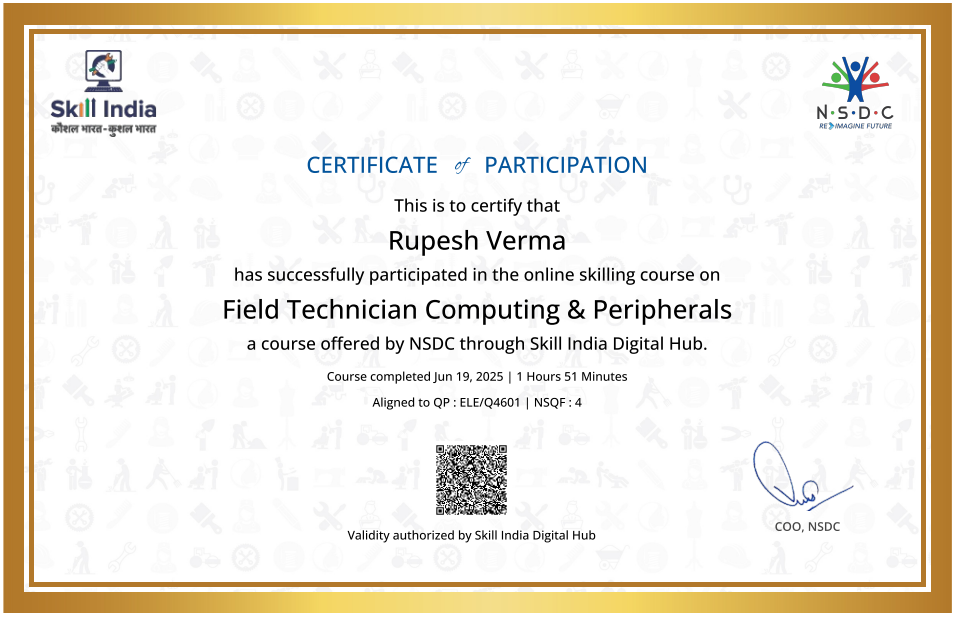 Skill India
कौशल भारत-कुशल भारत
N·S·D·C
RE IMAGINE FUTURE
CERTIFICATE of PARTICIPATION
This is to certify that
Rupesh Verma
has successfully participated in the online skilling course on
Field Technician Computing & Peripherals
a course offered by NSDC through Skill India Digital Hub.
Course completed Jun 19, 2025 | 1 Hours 51 Minutes
Aligned to QP : ELE/Q4601 | NSQF : 4
COO, NSDC
Validity authorized by Skill India Digital Hub